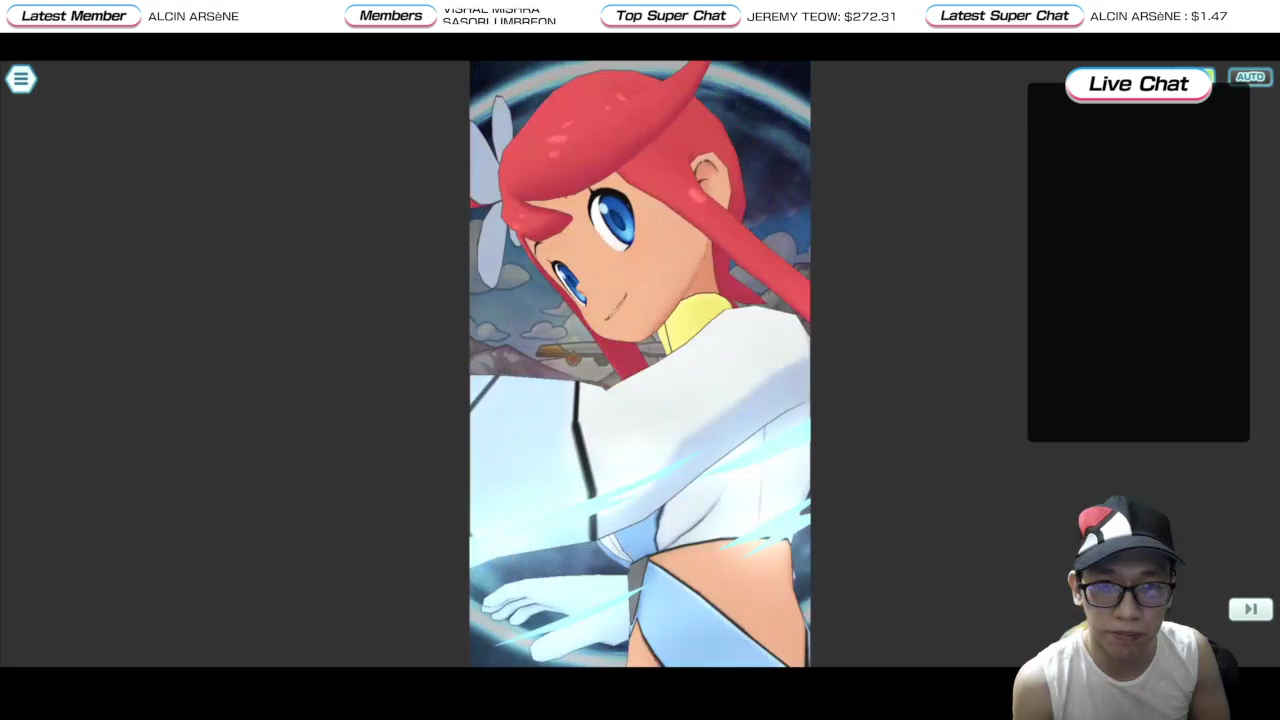 Latest Member ALCIN ARSèNE
Members VISHAL MISHRA
SASORI UMBREON
Top Super Chat JEREMY TEOW: $272.31
Latest Super Chat ALCIN ARSèNE : $1.47
AUTO
Live Chat